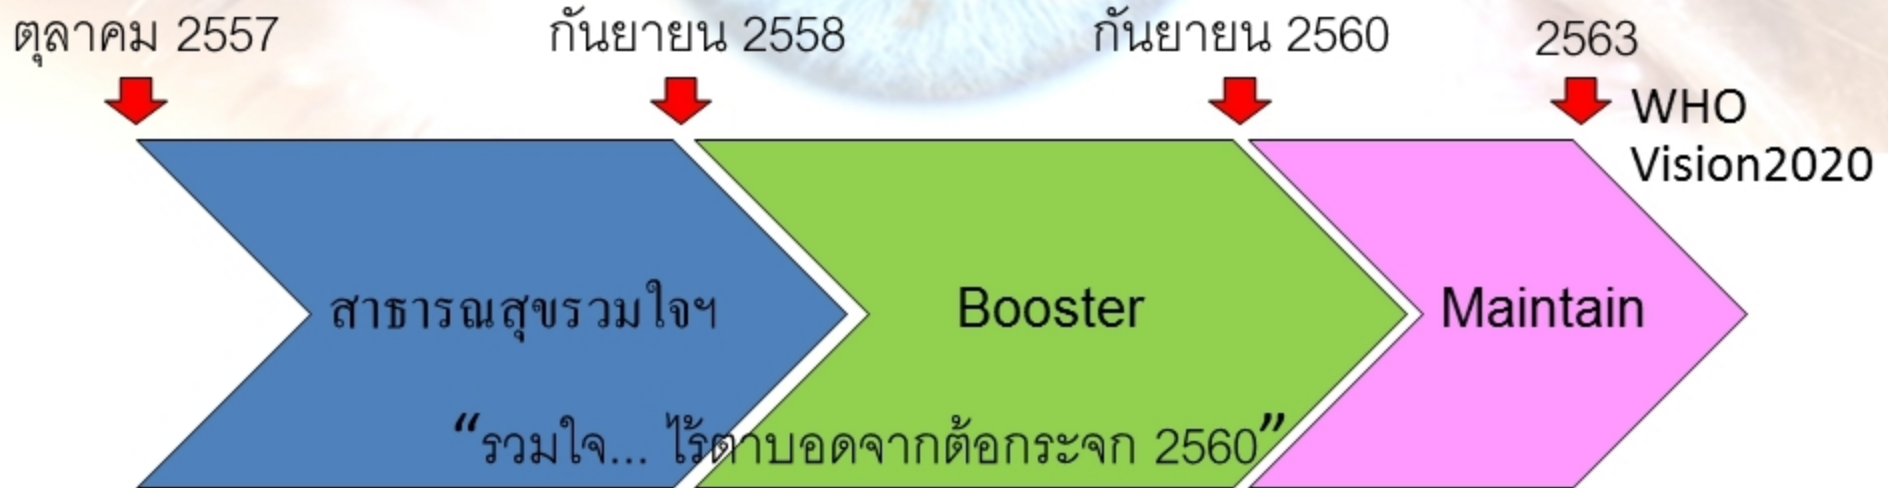 ตุลาคม 2557 กันยายน 2558 กันยายน 2560 2563
WHO
Vision2020
สาธารณสุขรวมใจฯ Booster Maintain
“รวมใจ... ไร้ตาบอดจากต้อกระจก 2560”